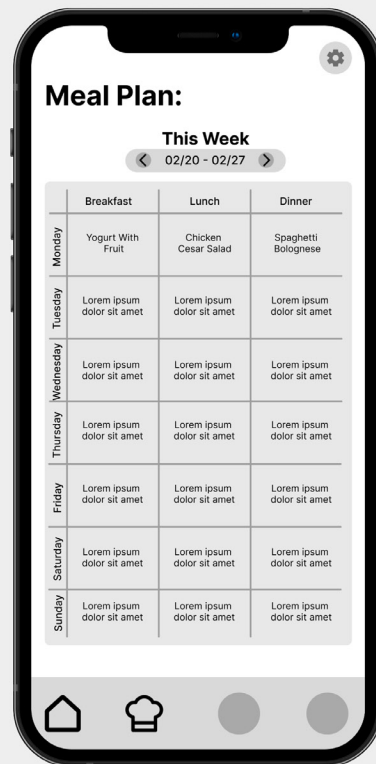 Meal Plan:
This Week
02/20 - 02/27
Breakfast
Lunch
Dinner
Monday
Yogurt With
Fruit
Chicken
Cesar Salad
Spaghetti
Bolognese
Tuesday
Lorem ipsum
dolor sit amet
Lorem ipsum
dolor sit amet
Lorem ipsum
dolor sit amet
Wednesday
Lorem ipsum
dolor sit amet
Lorem ipsum
dolor sit amet
Lorem ipsum
dolor sit amet
Thursday
Lorem ipsum
dolor sit amet
Lorem ipsum
dolor sit amet
Lorem ipsum
dolor sit amet
Friday
Lorem ipsum
dolor sit amet
Lorem ipsum
dolor sit amet
Lorem ipsum
dolor sit amet
Saturday
Lorem ipsum
dolor sit amet
Lorem ipsum
dolor sit amet
Lorem ipsum
dolor sit amet
Sunday
Lorem ipsum
dolor sit amet
Lorem ipsum
dolor sit amet
Lorem ipsum
dolor sit amet